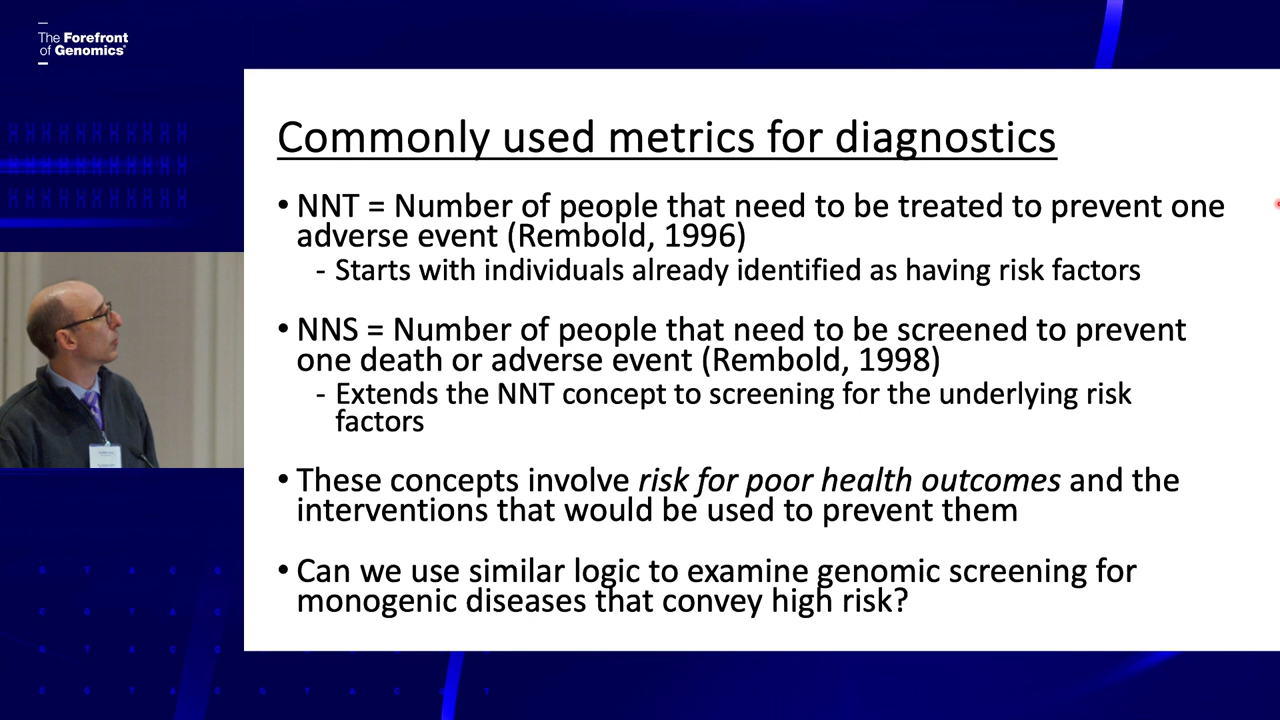 The Forefront
of Genomics
Commonly used metrics for diagnostics
• NNT = Number of people that need to be treated to prevent one
adverse event (Rembold, 1996)
- Starts with individuals already identified as having risk factors
• NNS = Number of people that need to be screened to prevent
one death or adverse event (Rembold, 1998)
- Extends the NNT concept to screening for the underlying risk
factors
• These concepts involve risk for poor health outcomes and the
interventions that would be used to prevent them
• Can we use similar logic to examine genomic screening for
monogenic diseases that convey high risk?